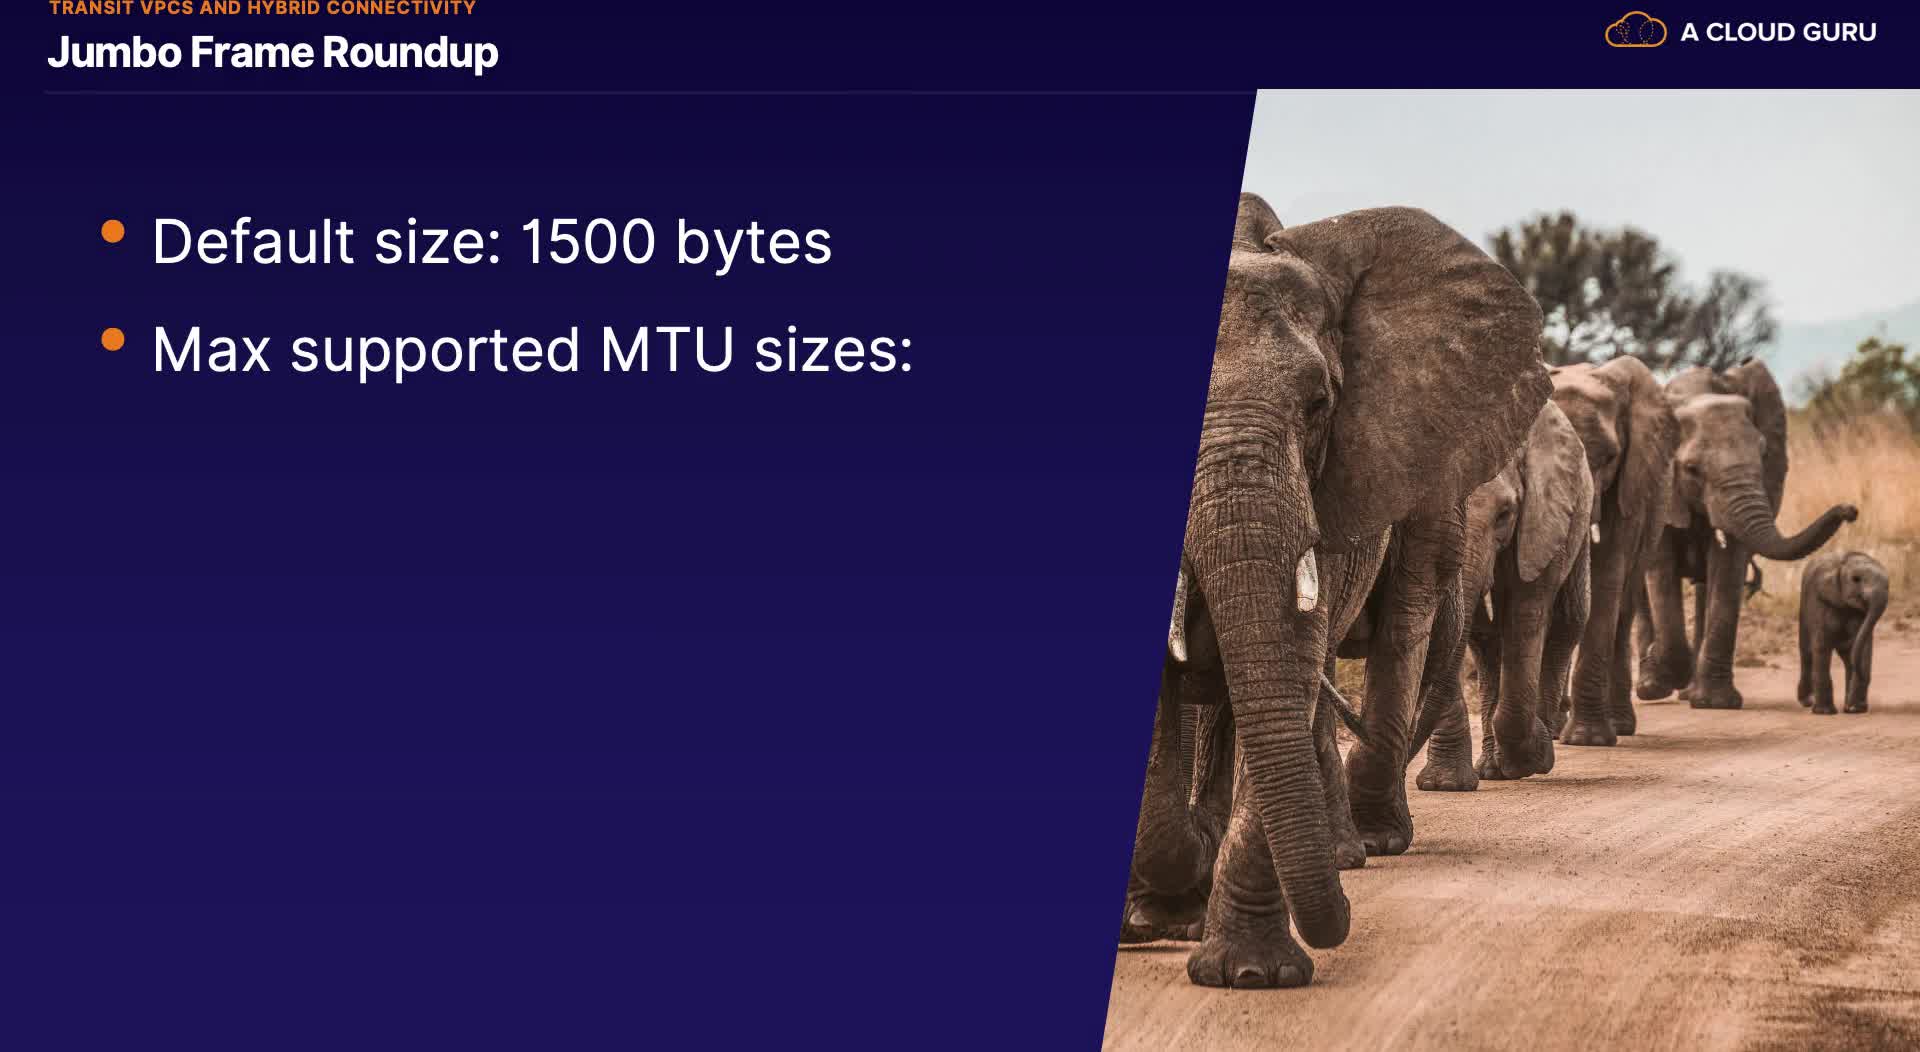 TRANSIT VPCS AND HYBRID CONNECTIVITY
Jumbo Frame Roundup
A CLOUD GURU
Default size: 1500 bytes
Max supported MTU sizes: